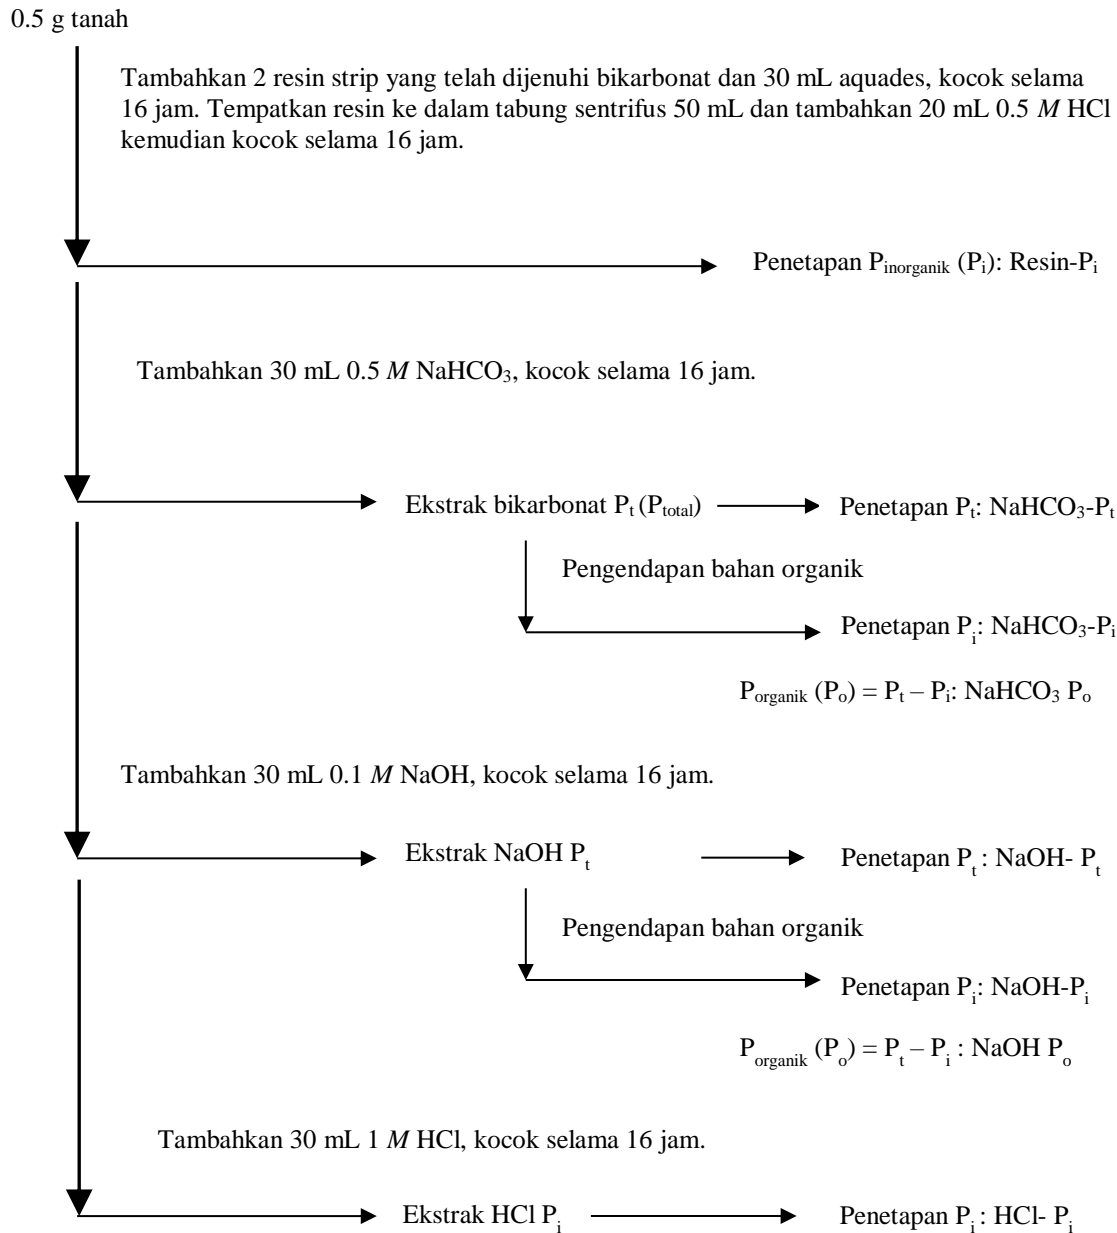 0.5 g tanah
Tambahkan 2 resin strip yang telah dijenuhi bikarbonat dan 30 mL aquades, kocok selama
16 jam. Tempatkan resin ke dalam tabung sentrifus 50 mL dan tambahkan 20 mL 0.5 M HCl
kemudian kocok selama 16 jam.
Penetapan Pinorganik (Pi): Resin-Pi
Tambahkan 30 mL 0.5 M NaHCO3, kocok selama 16 jam.
Ekstrak bikarbonat Pt (Ptotal)
Penetapan Pt: NaHCO3-Pt
Pengendapan bahan organik
Penetapan Pi: NaHCO3-Pi
Porganik (Po) = Pt – Pi: NaHCO3 Po
Tambahkan 30 mL 0.1 M NaOH, kocok selama 16 jam.
Ekstrak NaOH Pt
Penetapan Pt : NaOH- Pt
Pengendapan bahan organik
Penetapan Pi: NaOH-Pi
Porganik (Po) = Pt – Pi : NaOH Po
Tambahkan 30 mL 1 M HCl, kocok selama 16 jam.
Ekstrak HCl Pi
Penetapan Pi : HCl- Pi